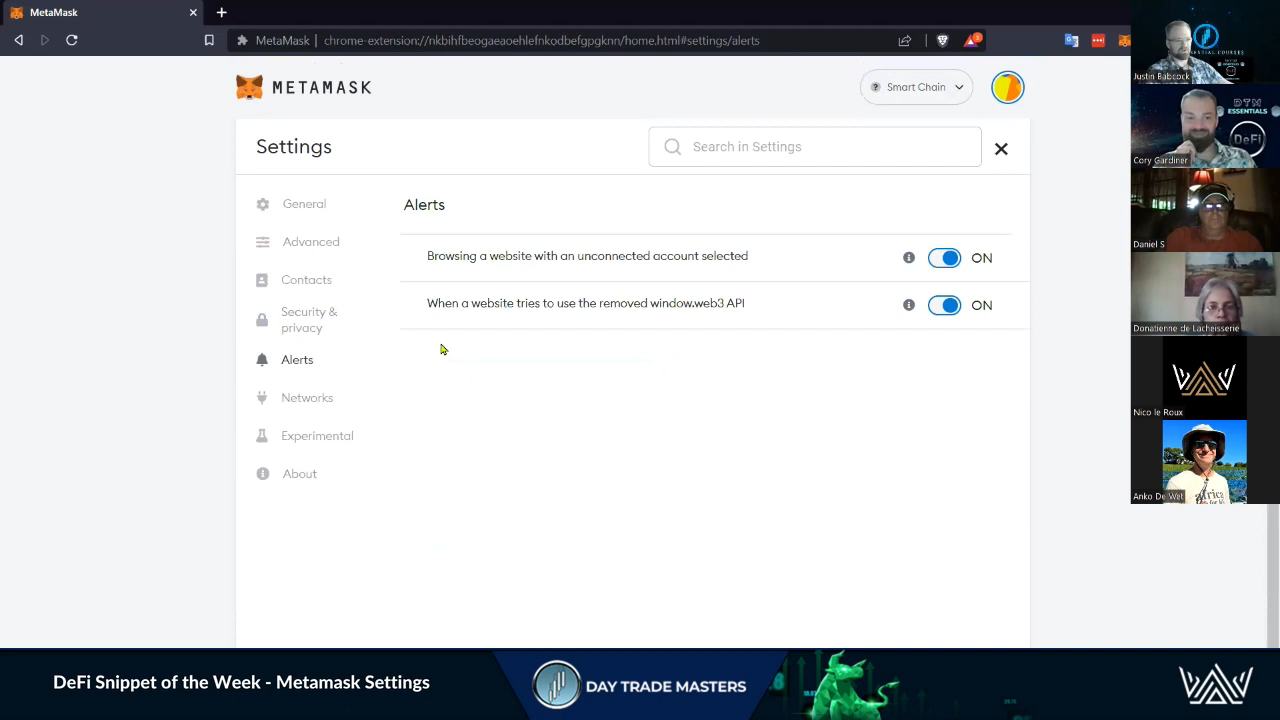 MetaMask
MetaMask | chrome-extension://nkbihfbeogaeaoehlefnkodbefgpgknn/home.html#settings/alerts
METAMASK
Smart Chain
Settings
Search in Settings
General
Advanced
Contacts
Security &
privacy
Alerts
Networks
Experimental
About
Alerts
Browsing a website with an unconnected account selected
ON
When a website tries to use the removed window.web3 API
ON
Justin Babcock
DTM
ESSENTIALS
DeFi
Cory Gardiner
Daniel S
Donatienne de Lacheisserie
Nico le Roux
Anko De Wet
DeFi Snippet of the Week - Metamask Settings
DAY TRADE MASTERS